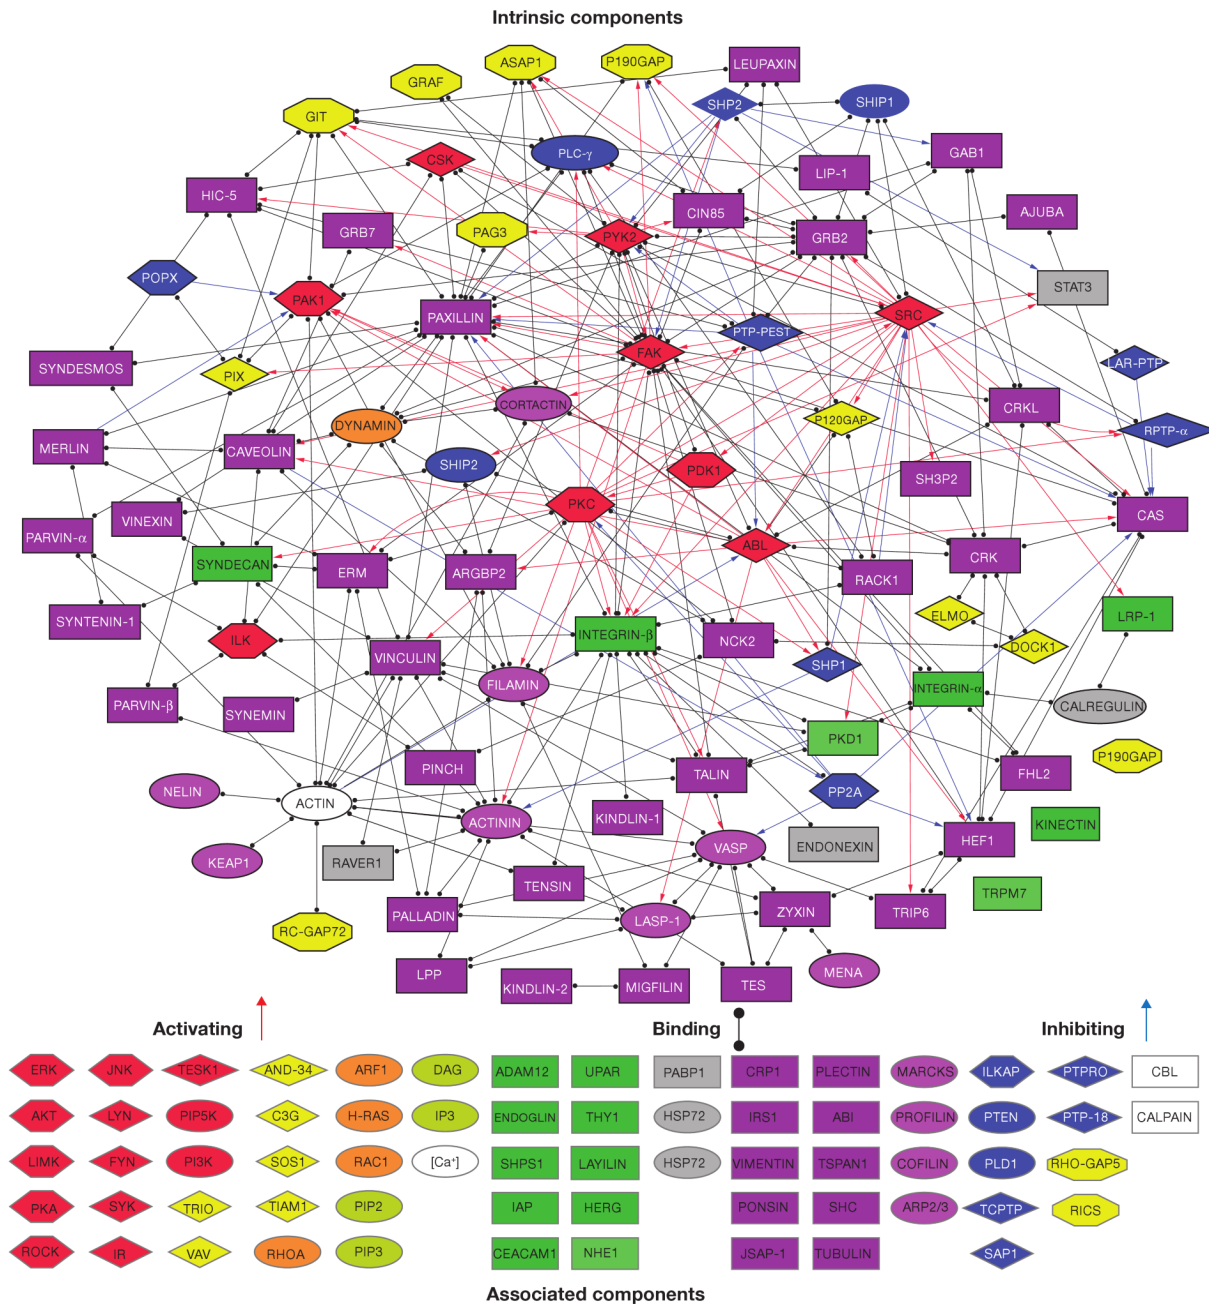 Intrinsic components
ASAP1
P190GAP
LEUPAXIN
GRAF
SHP2
SHIP1
GIT
PLC-γ
GAB1
CSK
LIP-1
HIC-5
CIN85
AJUBA
GRB7
PAG3
PYK2
GRB2
POPX
STAT3
PAK1
PAXILLIN
SRC
PTP-PEST
FAK
LAR-PTP
SYNDESMOS
PIX
CORTACTIN
CRKL
P120GAP
DYNAMIN
RPTP-α
MERLIN
CAVEOLIN
SHIP2
PDK1
SH3P2
PKC
CAS
VINEXIN
PARVIN-α
ABL
CRK
SYNDECAN
ERM
ARGBP2
RACK1
ELMO
LRP-1
SYNTENIN-1
ILK
INTEGRIN-β
NCK2
DOCK1
VINCULIN
SHP1
FILAMIN
INTEGRIN-α
PARVIN-β
SYNEMIN
CALREGULIN
PKD1
P190GAP
PINCH
TALIN
FHL2
NELIN
ACTIN
PP2A
KINDLIN-1
ACTININ
KINECTIN
VASP
ENDONEXIN
HEF1
KEAP1
RAVER1
TENSIN
TRPM7
PALLADIN
LASP-1
ZYXIN
TRIP6
RC-GAP72
LPP
MENA
KINDLIN-2
MIGFILIN
TES
Activating
Binding
Inhibiting
ERK
JNK
TESK1
AND-34
ARF1
DAG
ADAM12
UPAR
PABP1
CRP1
PLECTIN
MARCKS
ILKAP
PTPRO
CBL
AKT
LYN
PIP5K
C3G
H-RAS
IP3
ENDOGLIN
THY1
HSP72
IRS1
ABI
PROFILIN
PTEN
PTP-18
CALPAIN
LIMK
FYN
PI3K
SOS1
RAC1
[Ca⁺]
SHPS1
LAYILIN
HSP72
VIMENTIN
TSPAN1
COFILIN
PLD1
RHO-GAP5
PKA
SYK
TRIO
TIAM1
PIP2
IAP
HERG
PONSIN
SHC
ARP2/3
TCPTP
RICS
ROCK
IR
VAV
RHOA
PIP3
CEACAM1
NHE1
JSAP-1
TUBULIN
SAP1
Associated components